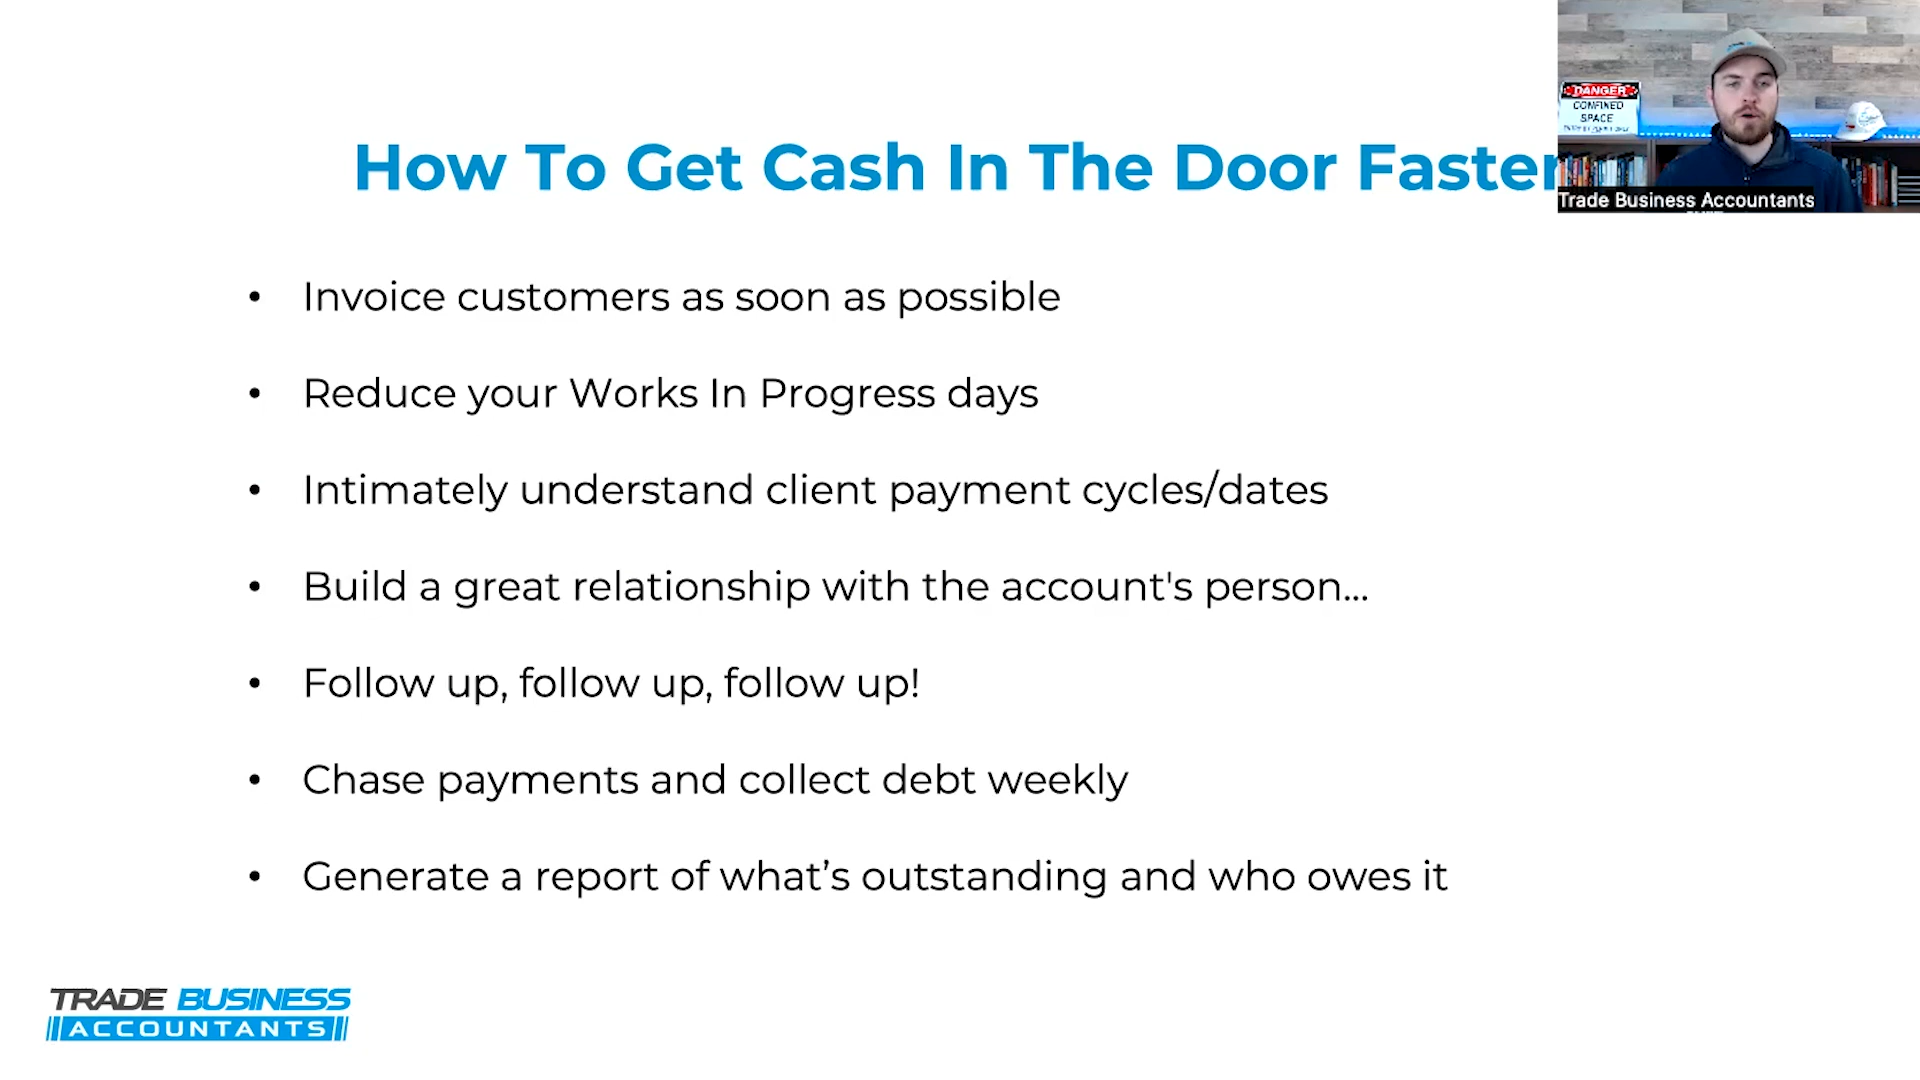 How To Get Cash In The Door Faster
DANGER
CONFINED
SPACE
Trade Business Accountants
• Invoice customers as soon as possible
• Reduce your Works In Progress days
• Intimately understand client payment cycles/dates
• Build a great relationship with the account's person...
• Follow up, follow up, follow up!
• Chase payments and collect debt weekly
• Generate a report of what’s outstanding and who owes it
TRADE BUSINESS
ACCOUNTANTS